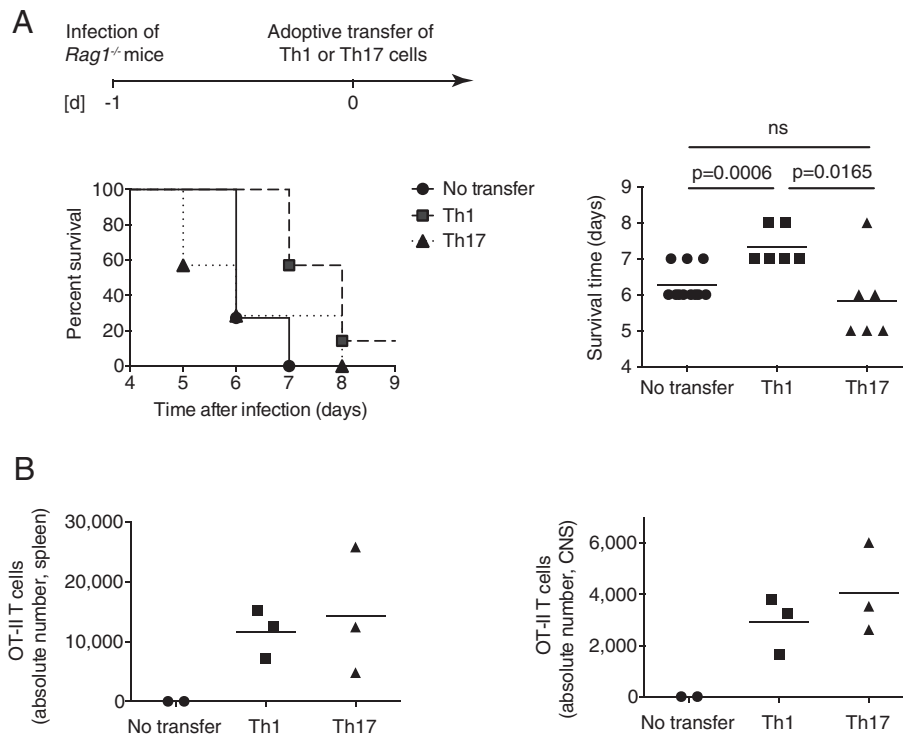 A
Infection of
Rag1-/- mice
Adoptive transfer of
Th1 or Th17 cells
[d] -1 0
Percent survival
100
80
60
40
20
0
4 5 6 7 8 9
Time after infection (days)
No transfer
Th1
Th17
ns
p=0.0006 p=0.0165
Survival time (days)
9
8
7
6
5
4
No transfer Th1 Th17
B
OT-II T cells
(absolute number, spleen)
30,000
20,000
10,000
0
No transfer Th1 Th17
OT-II T cells
(absolute number, CNS)
6,000
4,000
2,000
0
No transfer Th1 Th17